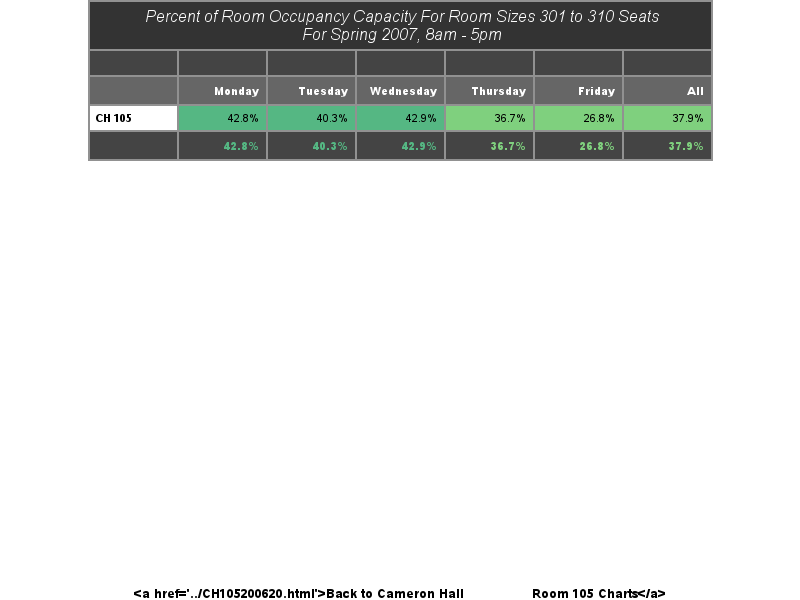 Percent of Room Occupancy Capacity For Room Sizes 301 to 310 Seats
For Spring 2007, 8am - 5pm
Monday Tuesday Wednesday Thursday Friday All
CH 105 42.8% 40.3% 42.9% 36.7% 26.8% 37.9%
42.8% 40.3% 42.9% 36.7% 26.8% 37.9%
<a href='../CH105200620.html'>Back to Cameron Hall Room 105 Charts</a>